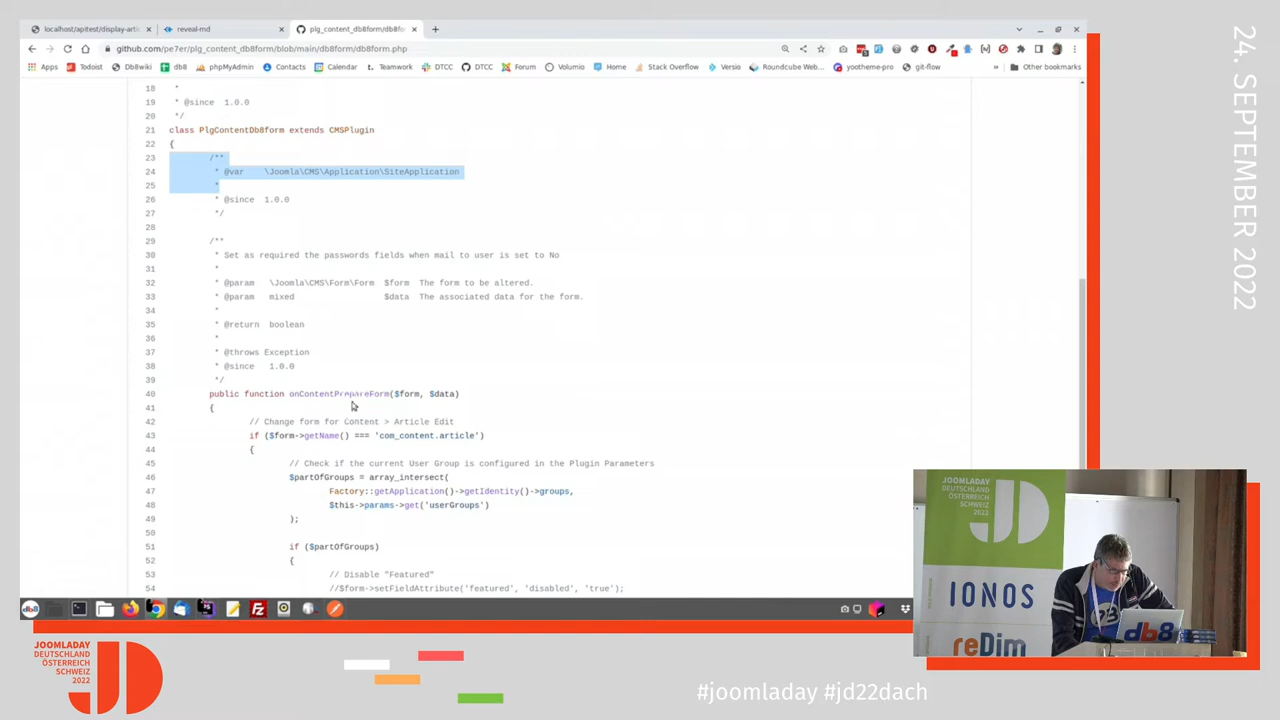 localhost/apitest/display-artic
reveal-md
plg_content_db8form/db8fo
github.com/pe7er/plg_content_db8form/blob/main/db8form/db8form.php
Apps
Todoist
Db8wiki
db8
phpMyAdmin
Contacts
Calendar
Teamwork
DTCC
DTCC
Forum
Volumio
Home
Stack Overflow
Versio
Roundcube Web...
yootheme-pro
git-flow
»
Other bookmarks
18 *
19 * @since 1.0.0
20 */
21 class PlgContentDb8form extends CMSPlugin
22 {
23 /**
24 * @var \Joomla\CMS\Application\SiteApplication
25 *
26 * @since 1.0.0
27 */
28
29 /**
30 * Set as required the passwords fields when mail to user is set to No
31 *
32 * @param \Joomla\CMS\Form\Form $form The form to be altered.
33 * @param mixed $data The associated data for the form.
34 *
35 * @return boolean
36 *
37 * @throws Exception
38 * @since 1.0.0
39 */
40 public function onContentPrepareForm($form, $data)
41 {
42 // Change form for Content > Article Edit
43 if ($form->getName() === 'com_content.article')
44 {
45 // Check if the current User Group is configured in the Plugin Parameters
46 $partOfGroups = array_intersect(
47 Factory::getApplication()->getIdentity()->groups,
48 $this->params->get('userGroups')
49 );
50
51 if ($partOfGroups)
52 {
53 // Disable "Featured"
54 //$form->setFieldAttribute('featured', 'disabled', 'true');
db8
24. SEPTEMBER 2022
JOOMLADAY
DEUTSCHLAND
ÖSTERREICH
SCHWEIZ
2022
JD
IONOS
reDim
db8
JOOMLADAY
DEUTSCHLAND
ÖSTERREICH
SCHWEIZ
2022
JD
#joomladay #jd22dach